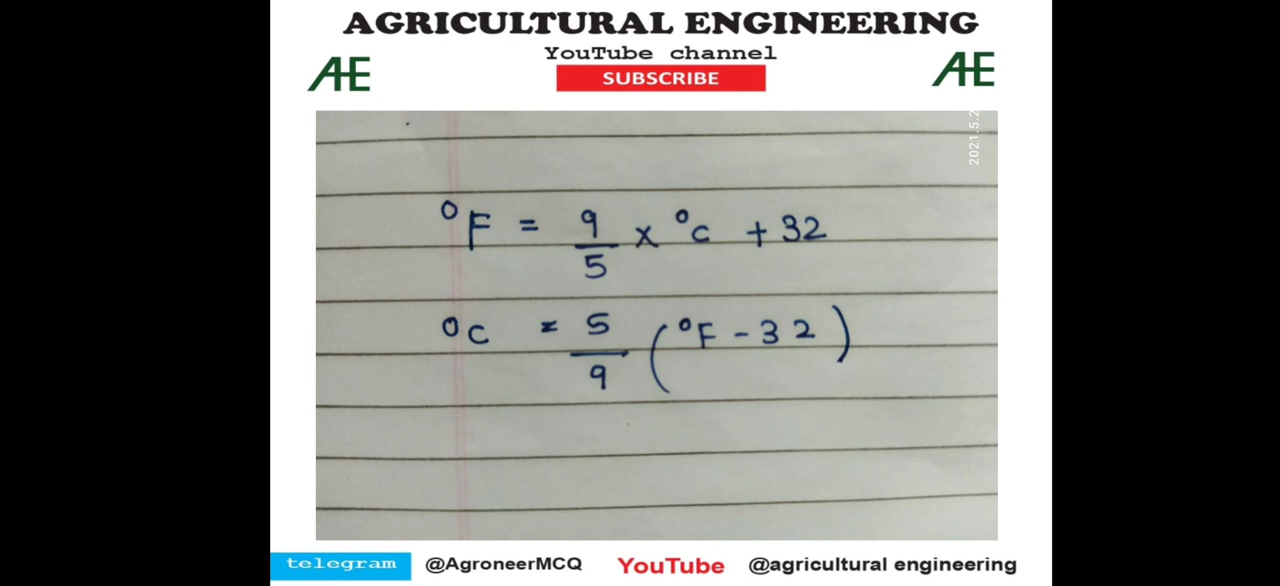 AGRICULTURAL ENGINEERING
YouTube channel
AE SUBSCRIBE AE
2021.5.2
°F = 9/5 x °C + 32
°C = 5/9 (°F - 32)
telegram @AgroneerMCQ YouTube @agricultural engineering